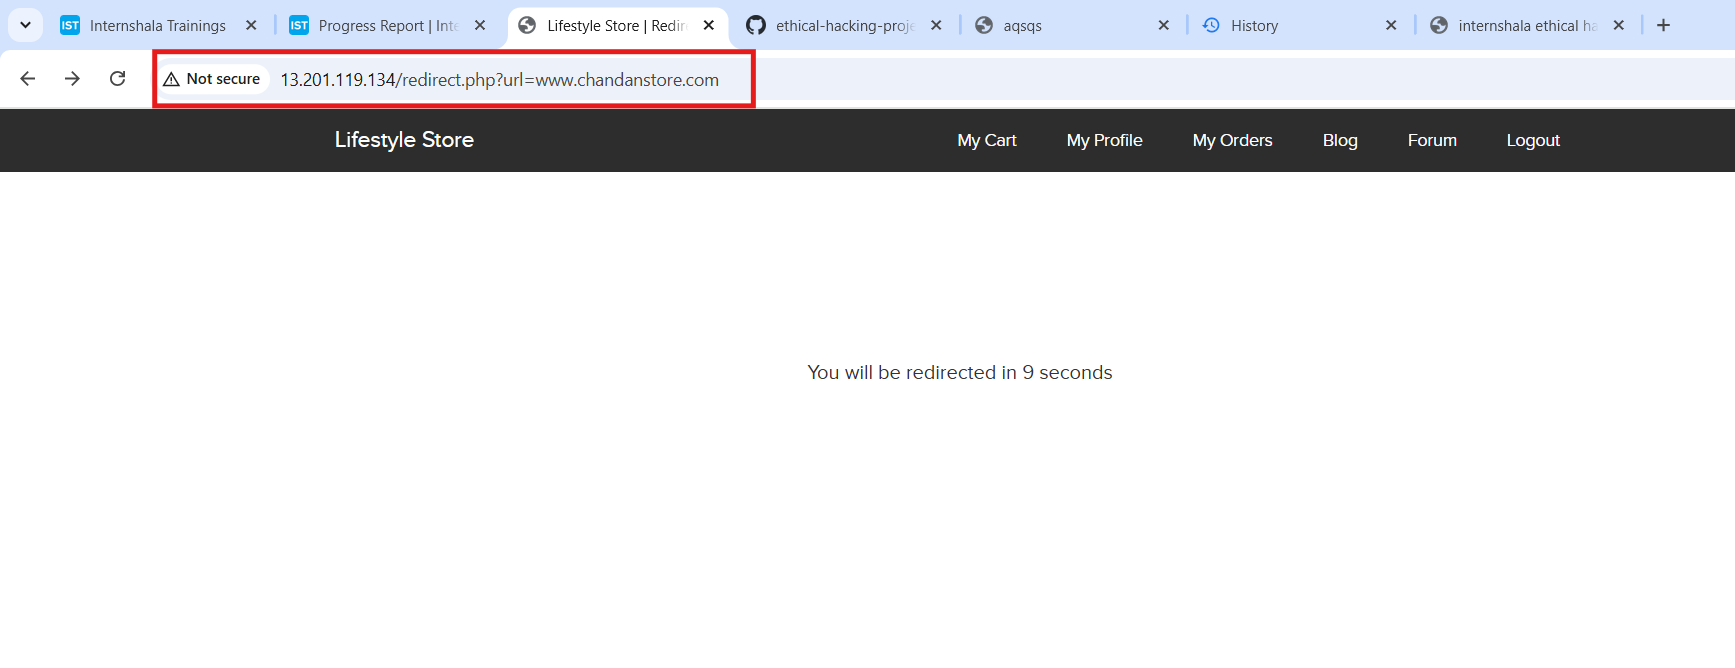 IST Internshala Trainings IST Progress Report | Inte Lifestyle Store | Redir ethical-hacking-proje aqsqs History internshala ethical ha
Not secure 13.201.119.134/redirect.php?url=www.chandanstore.com
Lifestyle Store My Cart My Profile My Orders Blog Forum Logout
You will be redirected in 9 seconds